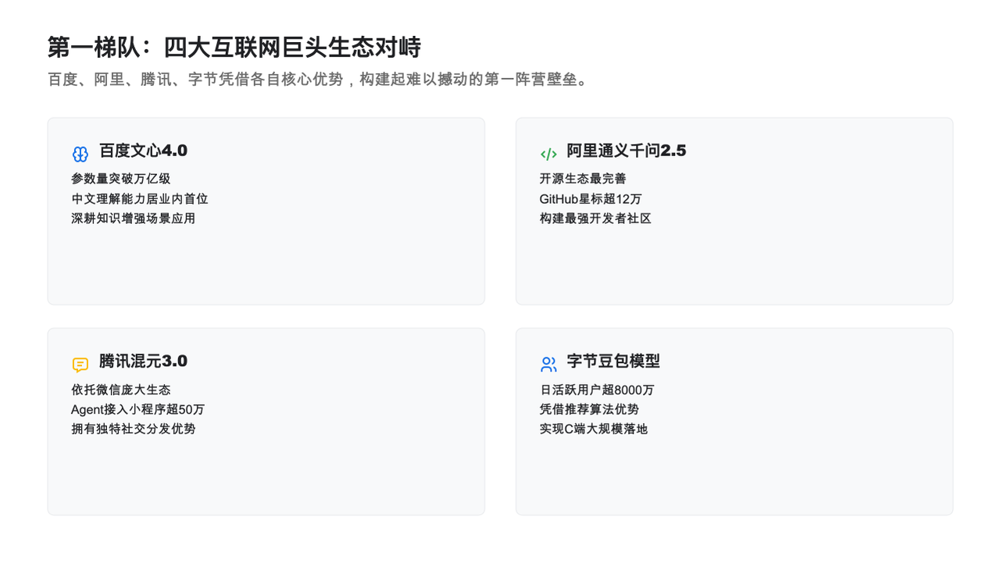 第一梯队：四大互联网巨头生态对峙
百度、阿里、腾讯、字节凭借各自核心优势，构建起难以撼动的第一阵营壁垒。
百度文心4.0
参数量突破万亿级
中文理解能力居业内首位
深耕知识增强场景应用
阿里通义千问2.5
开源生态最完善
GitHub星标超12万
构建最强开发者社区
腾讯混元3.0
依托微信庞大生态
Agent接入小程序超50万
拥有独特社交分发优势
字节豆包模型
日活跃用户超8000万
凭借推荐算法优势
实现C端大规模落地